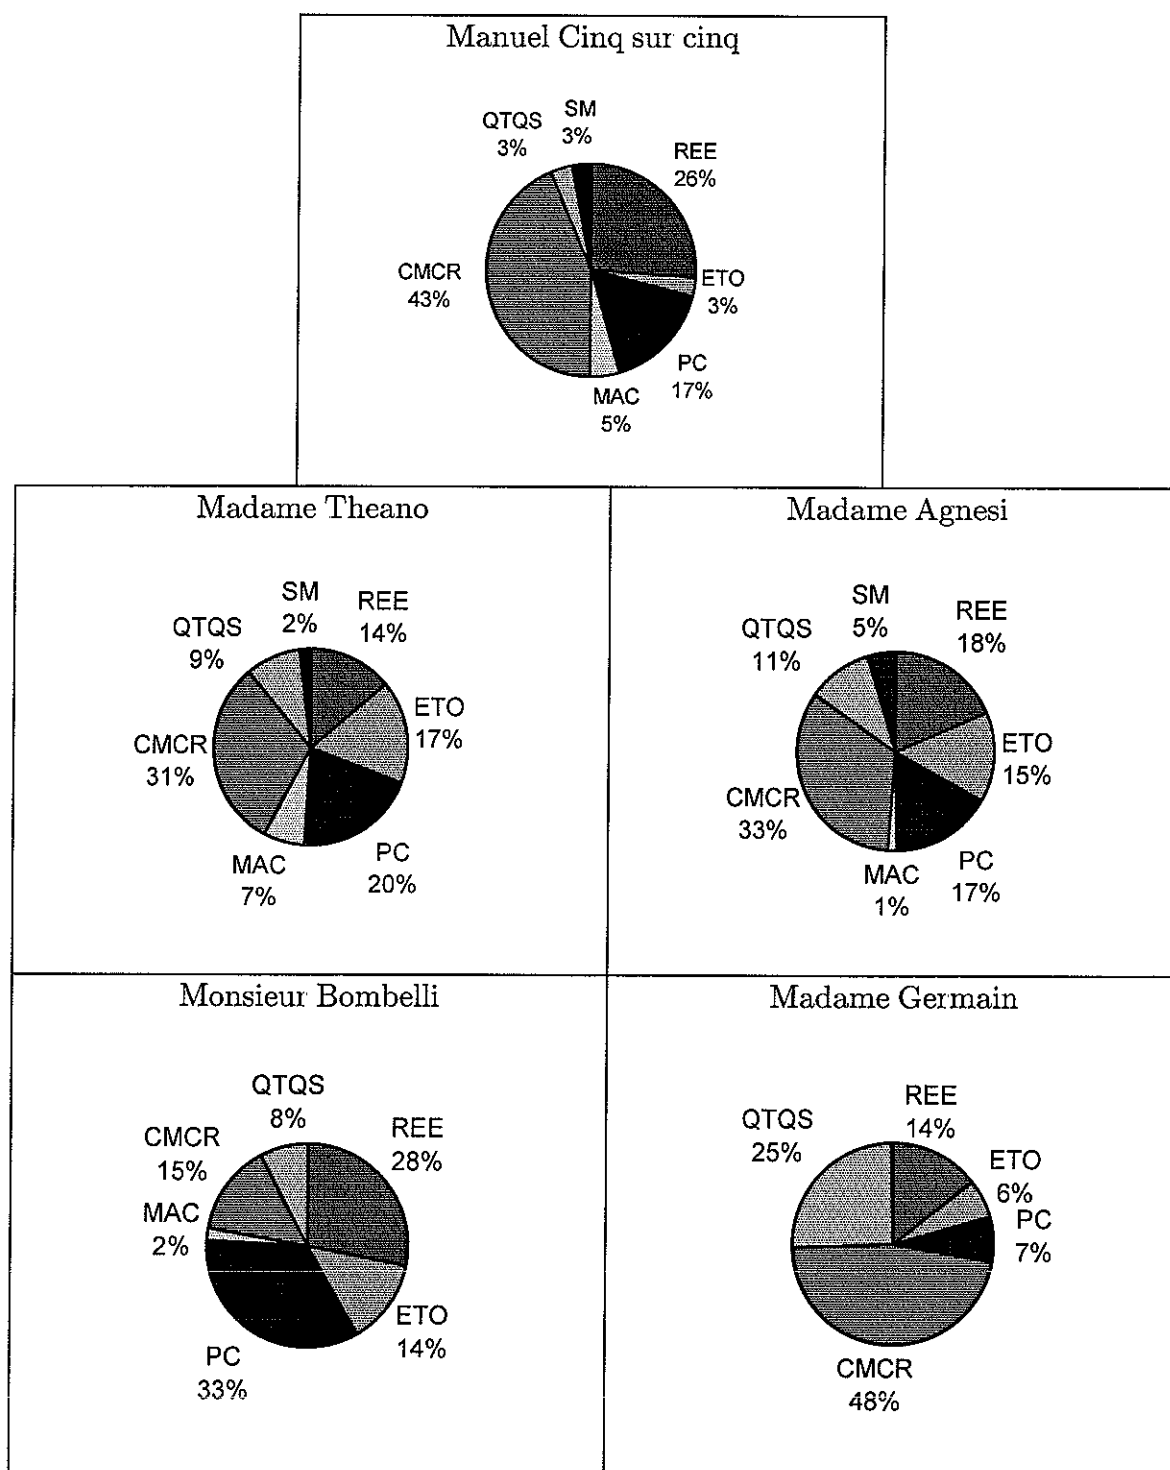 Manuel Cinq sur cinq
SM
3%
QTQS
3%
REE
26%
CMCR
43%
ETO
3%
PC
17%
MAC
5%
Madame Theano
SM
2%
REE
14%
QTQS
9%
ETO
17%
CMCR
31%
PC
20%
MAC
7%
Madame Agnesi
SM
5%
REE
18%
QTQS
11%
ETO
15%
CMCR
33%
PC
17%
MAC
1%
Monsieur Bombelli
QTQS
8%
REE
28%
CMCR
15%
MAC
2%
ETO
14%
PC
33%
Madame Germain
REE
14%
QTQS
25%
ETO
6%
PC
7%
CMCR
48%